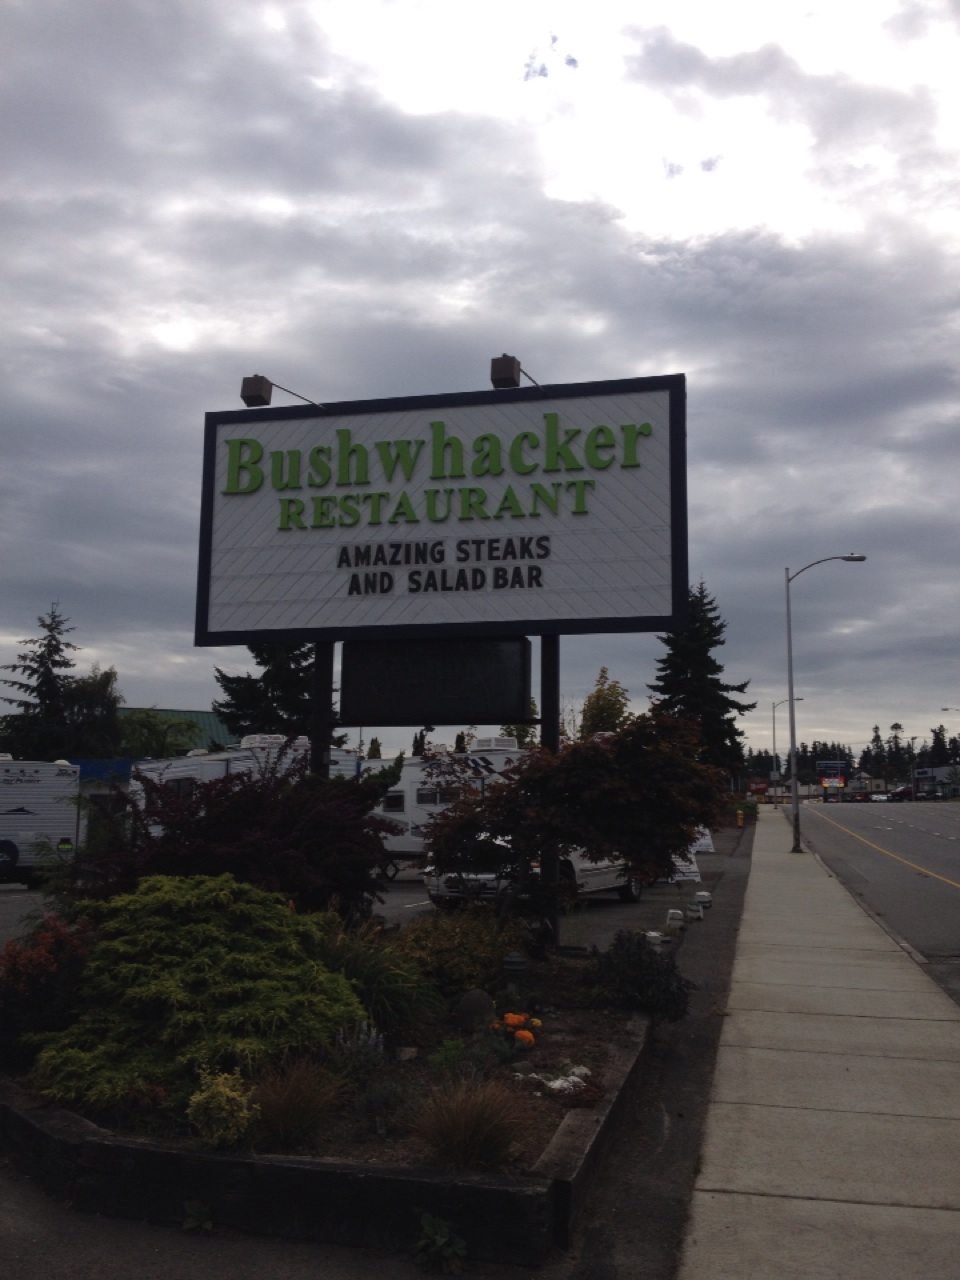 Bushwhacker
RESTAURANT
AMAZING STEAKS
AND SALAD BAR